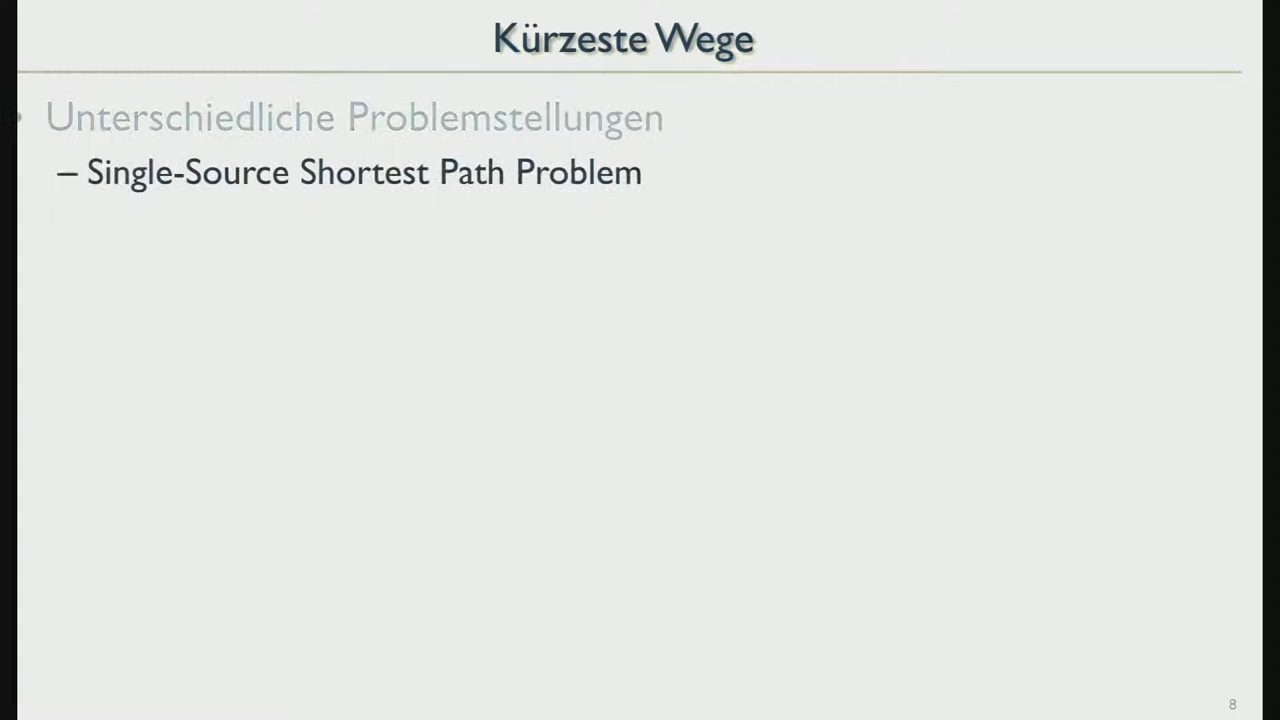 Kürzeste Wege
• Unterschiedliche Problemstellungen
– Single-Source Shortest Path Problem
8